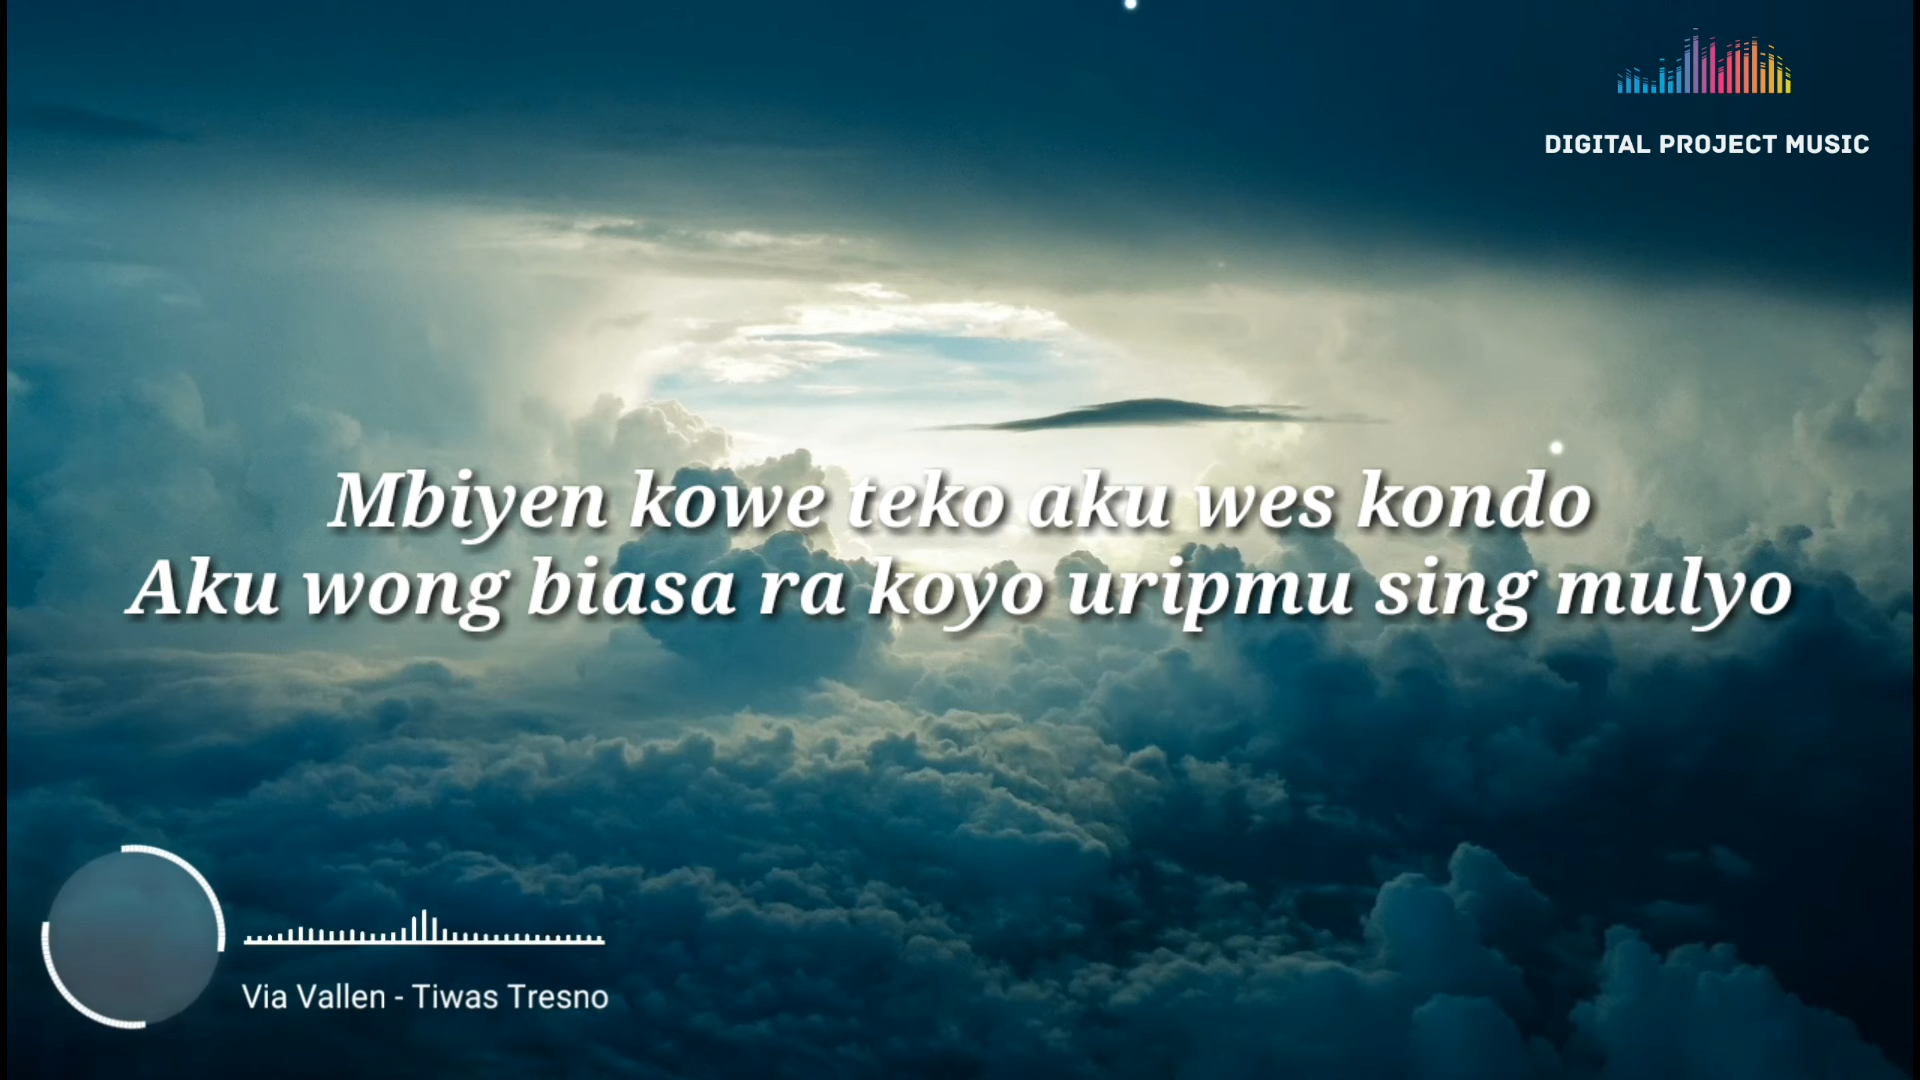 DIGITAL PROJECT MUSIC
Mbiyen kowe teko aku wes kondo
Aku wong biasa ra koyo uripmu sing mulyo
Via Vallen - Tiwas Tresno